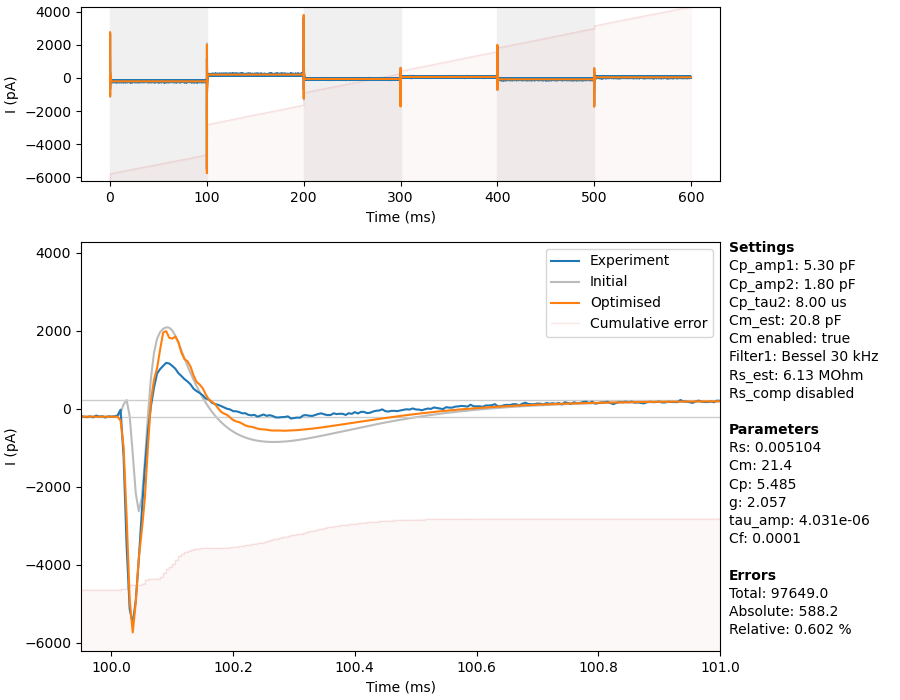 4000
2000
0
−2000
−4000
−6000
I (pA)
0 100 200 300 400 500 600
Time (ms)
4000
2000
0
−2000
−4000
−6000
I (pA)
100.0 100.2 100.4 100.6 100.8 101.0
Time (ms)
Experiment
Initial
Optimised
Cumulative error
Settings
Cp_amp1: 5.30 pF
Cp_amp2: 1.80 pF
Cp_tau2: 8.00 us
Cm_est: 20.8 pF
Cm enabled: true
Filter1: Bessel 30 kHz
Rs_est: 6.13 MOhm
Rs_comp disabled
Parameters
Rs: 0.005104
Cm: 21.4
Cp: 5.485
g: 2.057
tau_amp: 4.031e-06
Cf: 0.0001
Errors
Total: 97649.0
Absolute: 588.2
Relative: 0.602 %